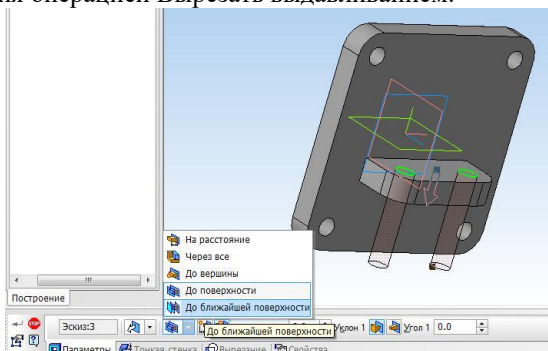 операцией Вырезать выдавливанием.
На расстояние
Через все
До вершины
До поверхности
До ближайшей поверхности
Построение
Эскиз:3
До ближайшей поверхности
Уклон 1
Угол 1 0.0
Параметры
Тонкая стенка
Вырезание
Свойства